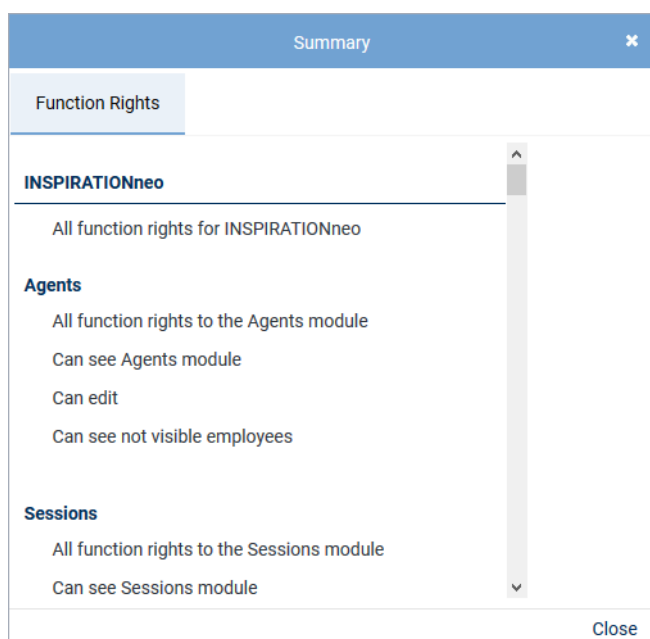 Summary
Function Rights
INSPIRATIONneo
All function rights for INSPIRATIONneo
Agents
All function rights to the Agents module
Can see Agents module
Can edit
Can see not visible employees
Sessions
All function rights to the Sessions module
Can see Sessions module
Close